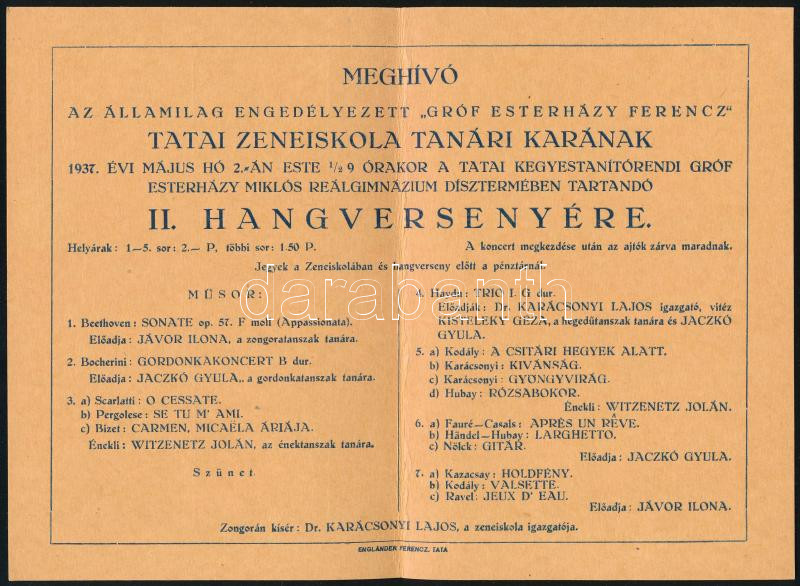 MEGHÍVÓ
AZ ÁLLAMILAG ENGEDÉLYEZETT „GRÓF ESTERHÁZY FERENCZ“
TATAI ZENEISKOLA TANÁRI KARÁNAK
1937. ÉVI MÁJUS HÓ 2.-ÁN ESTE 1/2 9 ÓRAKOR A TATAI KEGYESTANÍTÓRENDI GRÓF
ESTERHÁZY MIKLÓS REÁLGIMNÁZIUM DÍSZTERMÉBEN TARTANDÓ
II. HANGVERSENYÉRE.
Helyárak: 1—5. sor: 2.— P, többi sor: 1·50 P.
A koncert megkezdése után az ajtók zárva maradnak.
Jegyek a Zeneiskolában és hangverseny előtt a pénztárnál.
MŰSOR:
1. Beethoven: SONATE op. 57. F moll (Appassionata).
Előadja: JÁVOR ILONA, a zongoratanszak tanára.
2. Bocherini: GORDONKAKONCERT B dur.
Előadja: JACZKÓ GYULA, a gordonkatanszak tanára.
3. a) Scarlatti: O CESSATE.
b) Pergolese: SE TU M' AMI.
c) Bizet: CARMEN, MICAËLA ÁRIÁJA.
Énekli: WITZENETZ JOLÁN, az énektanszak tanára.
Szünet
4. Haydn: TRIO I. G dur.
Előadják: Dr. KARÁCSONYI LAJOS igazgató, vitéz
KISTELEKY GÉZA, a hegedűtanszak tanára és JACZKÓ
GYULA.
5. a) Kodály: A CSITÁRI HEGYEK ALATT.
b) Karácsonyi: KIVÁNSÁG.
c) Karácsonyi: GYÖNGYVIRÁG.
d) Hubay: RÓZSABOKOR.
Énekli: WITZENETZ JOLÁN.
6. a) Fauré—Casals: APRÈS UN RÊVE.
b) Händel—Hubay: LARGHETTO.
c) Nölck: GITÁR.
Előadja: JACZKÓ GYULA.
7. a) Kazacsay: HOLDFÉNY.
b) Kodály: VALSETTE.
c) Ravel: JEUX D' EAU.
Előadja: JÁVOR ILONA.
Zongorán kísér: Dr. KARÁCSONYI LAJOS, a zeneiskola igazgatója.
ENGLÄNDER FERENCZ, TATA
darabanth